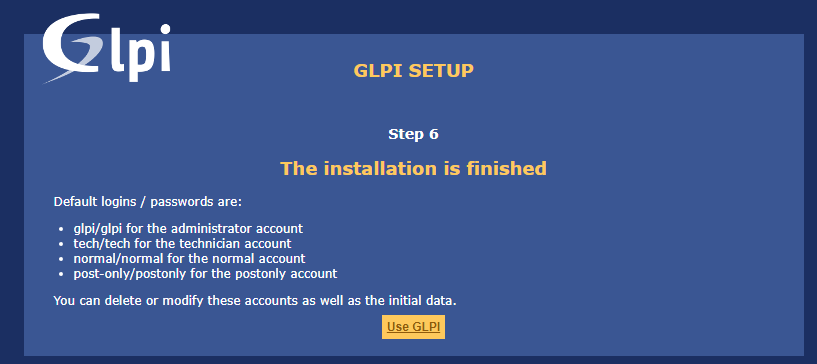 Glpi
GLPI SETUP
Step 6
The installation is finished
Default logins / passwords are:
• glpi/glpi for the administrator account
• tech/tech for the technician account
• normal/normal for the normal account
• post-only/postonly for the postonly account
You can delete or modify these accounts as well as the initial data.
Use GLPI